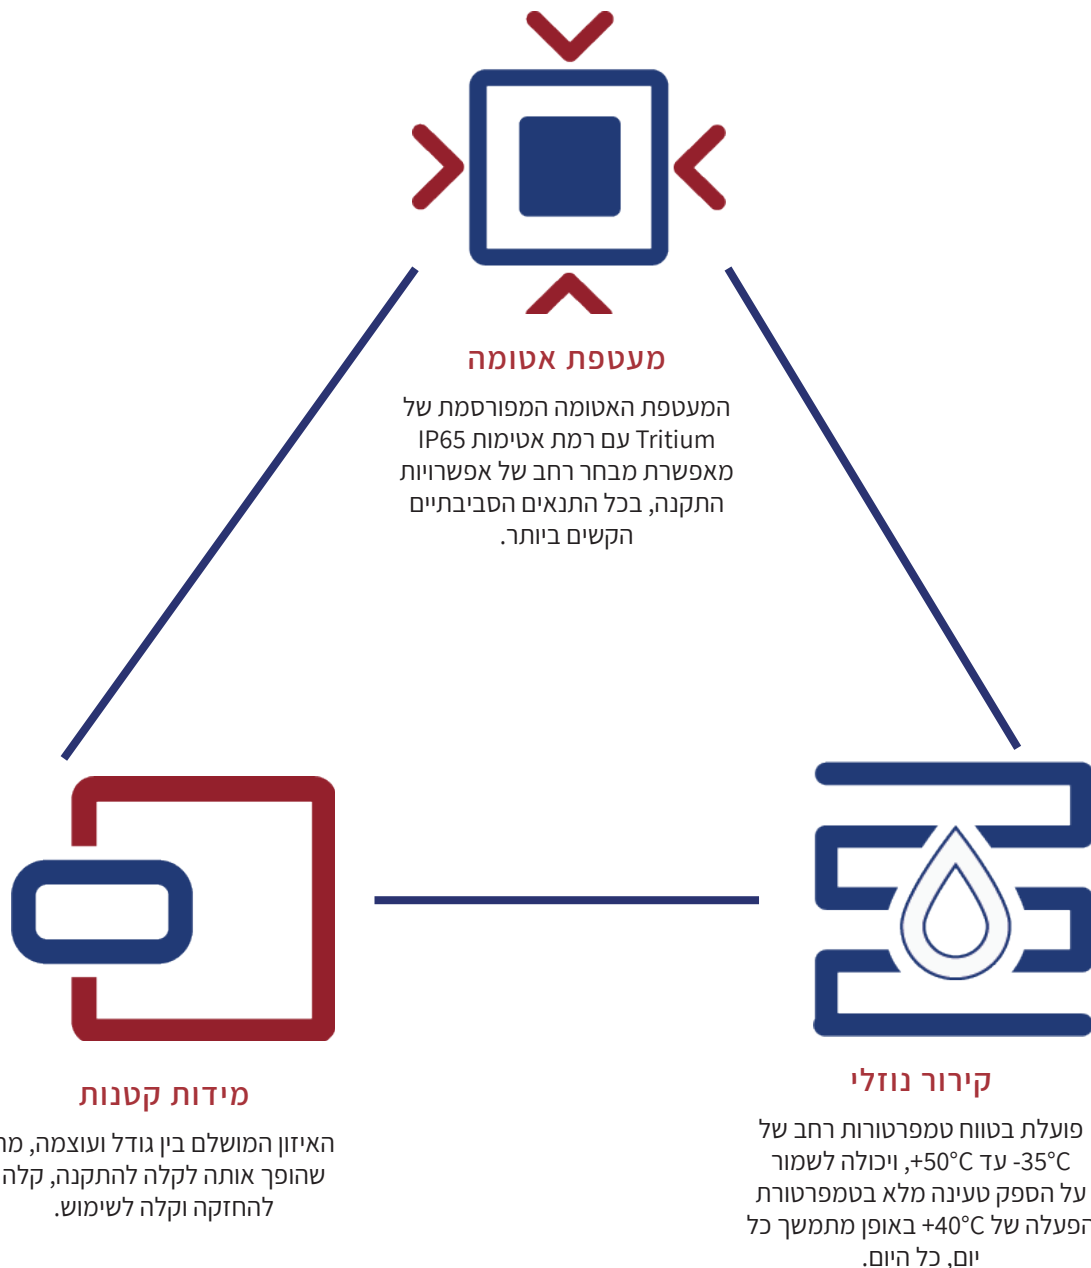 מעטפת אטומה
המעטפת האטומה המפורסמת של
Tritium עם רמת אטימות IP65
מאפשרת מבחר רחב של אפשרויות
התקנה, בכל התנאים הסביבתיים
הקשים ביותר.
קירור נוזלי
פועלת בטווח טמפרטורות רחב של
-35°C עד +50°C, ויכולה לשמור
על הספק טעינה מלא בטמפרטורת
הפעלה של +40°C באופן מתמשך כל
יום, כל היום.
מידות קטנות
האיזון המושלם בין גודל ועוצמה, מה
שהופך אותה לקלה להתקנה, קלה
להחזקה וקלה לשימוש.